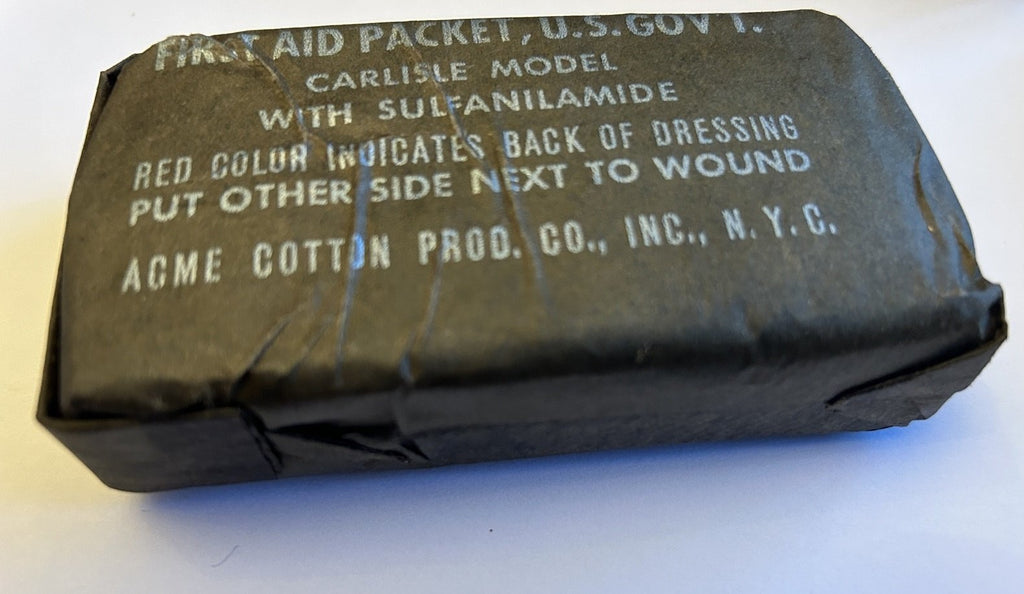 FIRST AID PACKET, U.S. GOV'T.
CARLISLE MODEL
WITH SULFANILAMIDE
RED COLOR INDICATES BACK OF DRESSING
PUT OTHER SIDE NEXT TO WOUND
ACME COTTON PROD. CO., INC., N. Y. C.